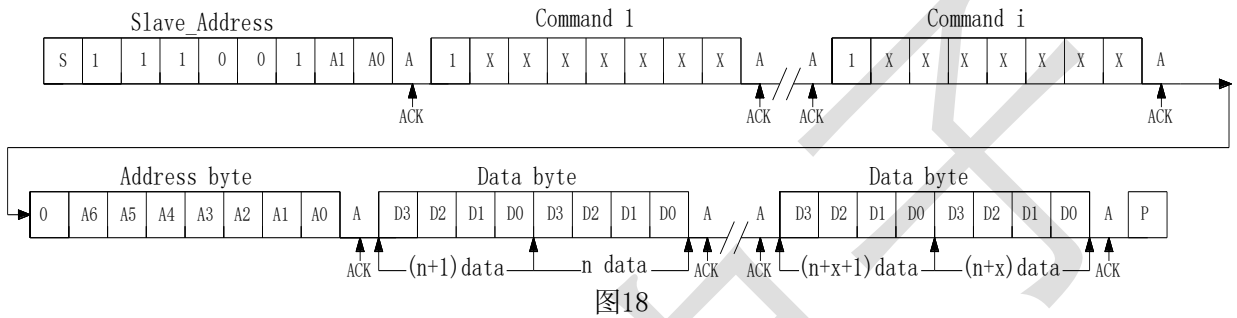 Slave_Address Command 1 Command i
S 1 1 1 0 0 1 A1 A0 A 1 X X X X X X X A // A 1 X X X X X X X A
ACK ACK ACK ACK
Address byte Data byte Data byte
0 A6 A5 A4 A3 A2 A1 A0 A D3 D2 D1 D0 D3 D2 D1 D0 A // A D3 D2 D1 D0 D3 D2 D1 D0 A P
ACK (n+1)data n data ACK ACK (n+x+1)data (n+x)data ACK
图18